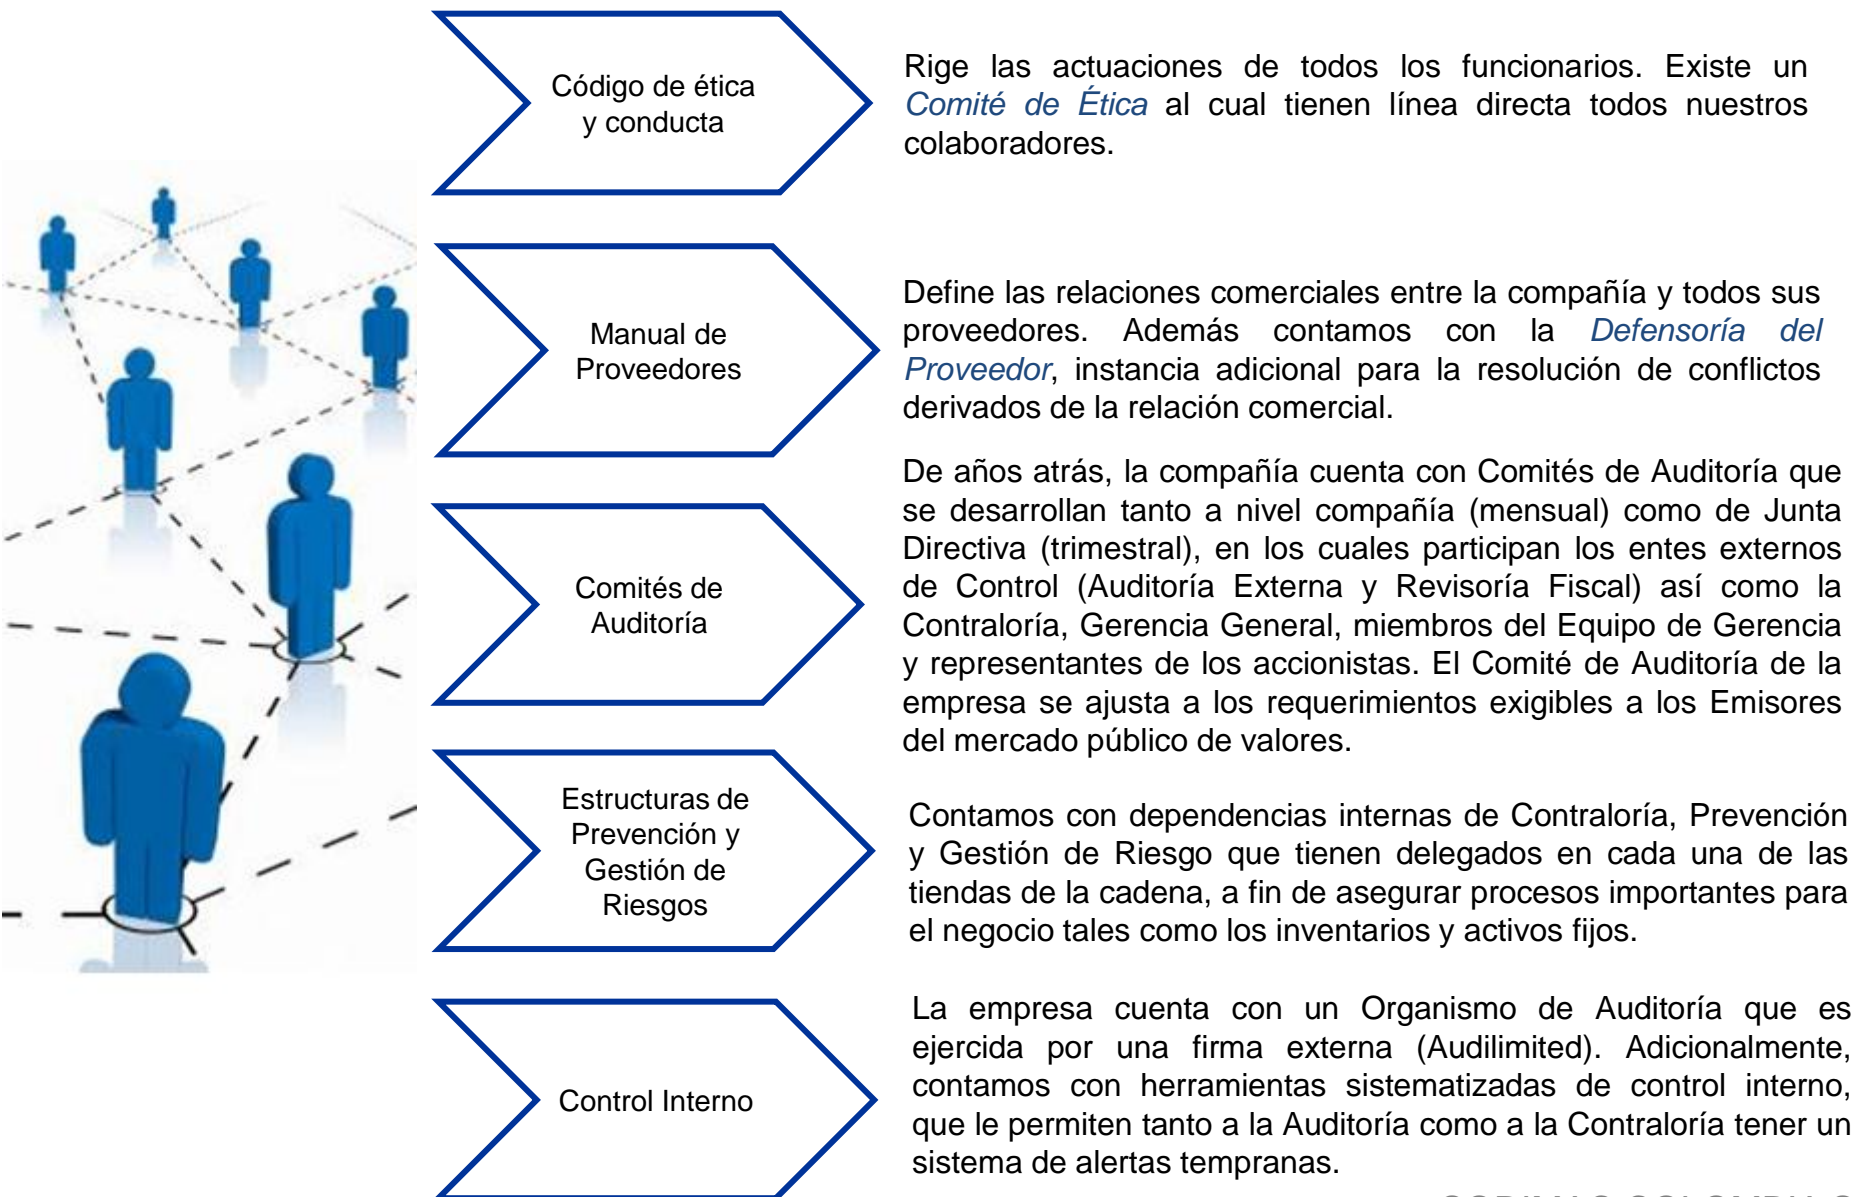 Código de ética
y conducta
Rige las actuaciones de todos los funcionarios. Existe un
Comité de Ética al cual tienen línea directa todos nuestros
colaboradores.
Manual de
Proveedores
Define las relaciones comerciales entre la compañía y todos sus
proveedores. Además contamos con la Defensoría del
Proveedor, instancia adicional para la resolución de conflictos
derivados de la relación comercial.
Comités de
Auditoría
De años atrás, la compañía cuenta con Comités de Auditoría que
se desarrollan tanto a nivel compañía (mensual) como de Junta
Directiva (trimestral), en los cuales participan los entes externos
de Control (Auditoría Externa y Revisoría Fiscal) así como la
Contraloría, Gerencia General, miembros del Equipo de Gerencia
y representantes de los accionistas. El Comité de Auditoría de la
empresa se ajusta a los requerimientos exigibles a los Emisores
del mercado público de valores.
Estructuras de
Prevención y
Gestión de
Riesgos
Contamos con dependencias internas de Contraloría, Prevención
y Gestión de Riesgo que tienen delegados en cada una de las
tiendas de la cadena, a fin de asegurar procesos importantes para
el negocio tales como los inventarios y activos fijos.
Control Interno
La empresa cuenta con un Organismo de Auditoría que es
ejercida por una firma externa (Audilimited). Adicionalmente,
contamos con herramientas sistematizadas de control interno,
que le permiten tanto a la Auditoría como a la Contraloría tener un
sistema de alertas tempranas.